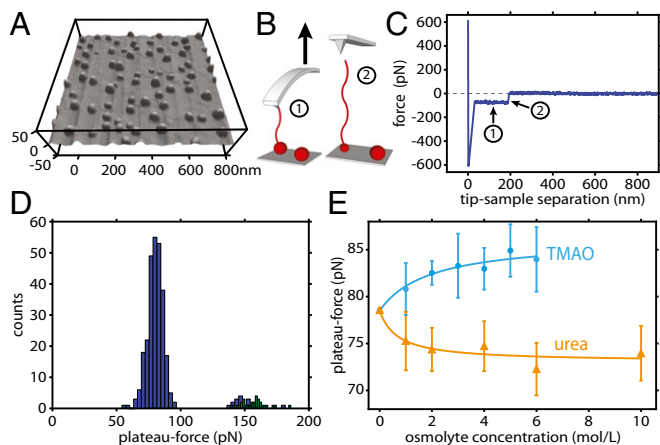 A
50
0
-50
0 200 400 600 800nm
B
1
2
C
force (pN)
600
400
200
0
-200
-400
-600
1
2
0 200 400 600 800
tip-sample separation (nm)
D
counts
60
50
40
30
20
10
0
0 50 100 150 200
plateau-force (pN)
E
plateau-force (pN)
85
80
75
70
TMAO
urea
0 2 4 6 8 10
osmolyte concentration (mol/L)